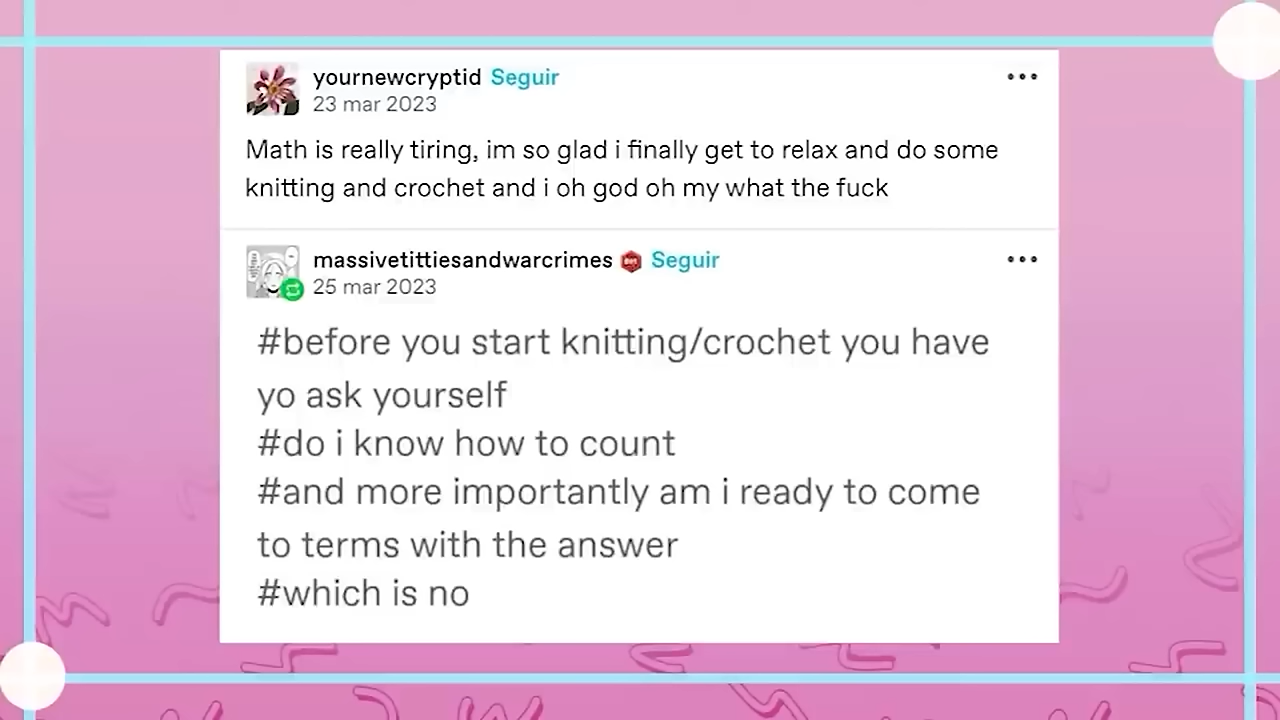 yournewcryptid Seguir
23 mar 2023
Math is really tiring, im so glad i finally get to relax and do some
knitting and crochet and i oh god oh my what the fuck
massivetittiesandwarcrimes Seguir
25 mar 2023
#before you start knitting/crochet you have
yo ask yourself
#do i know how to count
#and more importantly am i ready to come
to terms with the answer
#which is no